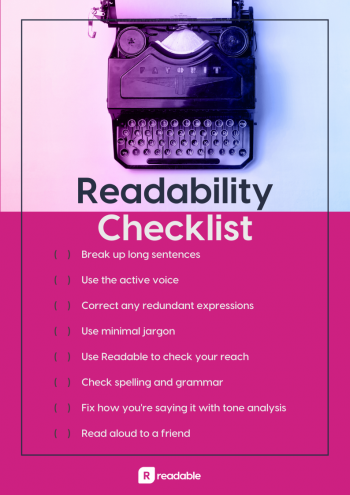 Readability
Checklist
( ) Break up long sentences
( ) Use the active voice
( ) Correct any redundant expressions
( ) Use minimal jargon
( ) Use Readable to check your reach
( ) Check spelling and grammar
( ) Fix how you're saying it with tone analysis
( ) Read aloud to a friend
R readable